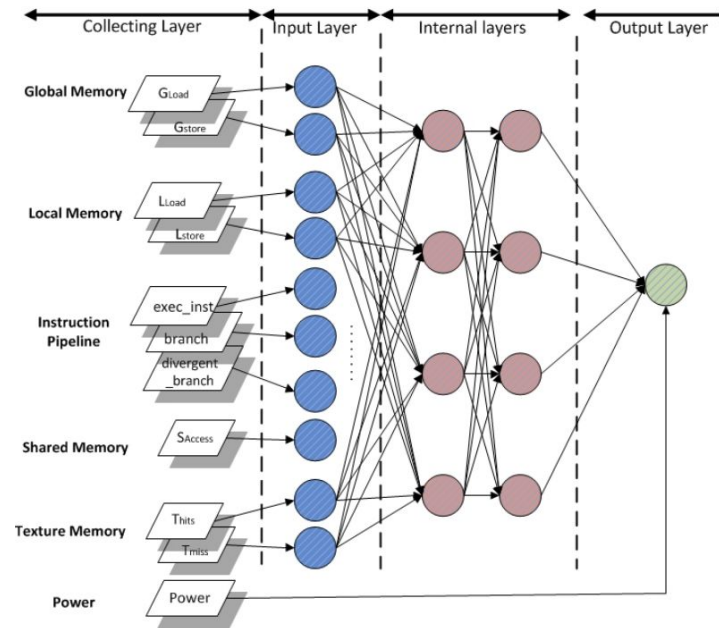 Collecting Layer
Input Layer
Internal layers
Output Layer
Global Memory
GLoad
Gstore
Local Memory
LLoad
Lstore
Instruction
Pipeline
exec_inst
branch
divergent
_branch
Shared Memory
SAccess
Texture Memory
Thits
Tmiss
Power
Power